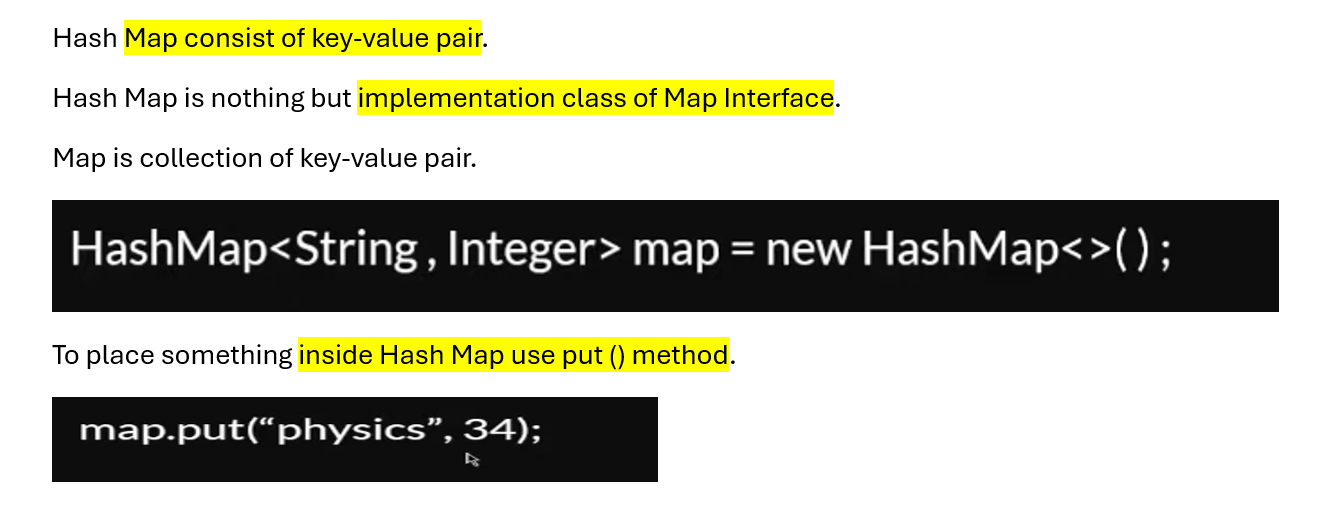 Hash Map consist of key-value pair.
Hash Map is nothing but implementation class of Map Interface.
Map is collection of key-value pair.
HashMap<String , Integer> map = new HashMap<>( ) ;
To place something inside Hash Map use put () method.
map.put(“physics”, 34);